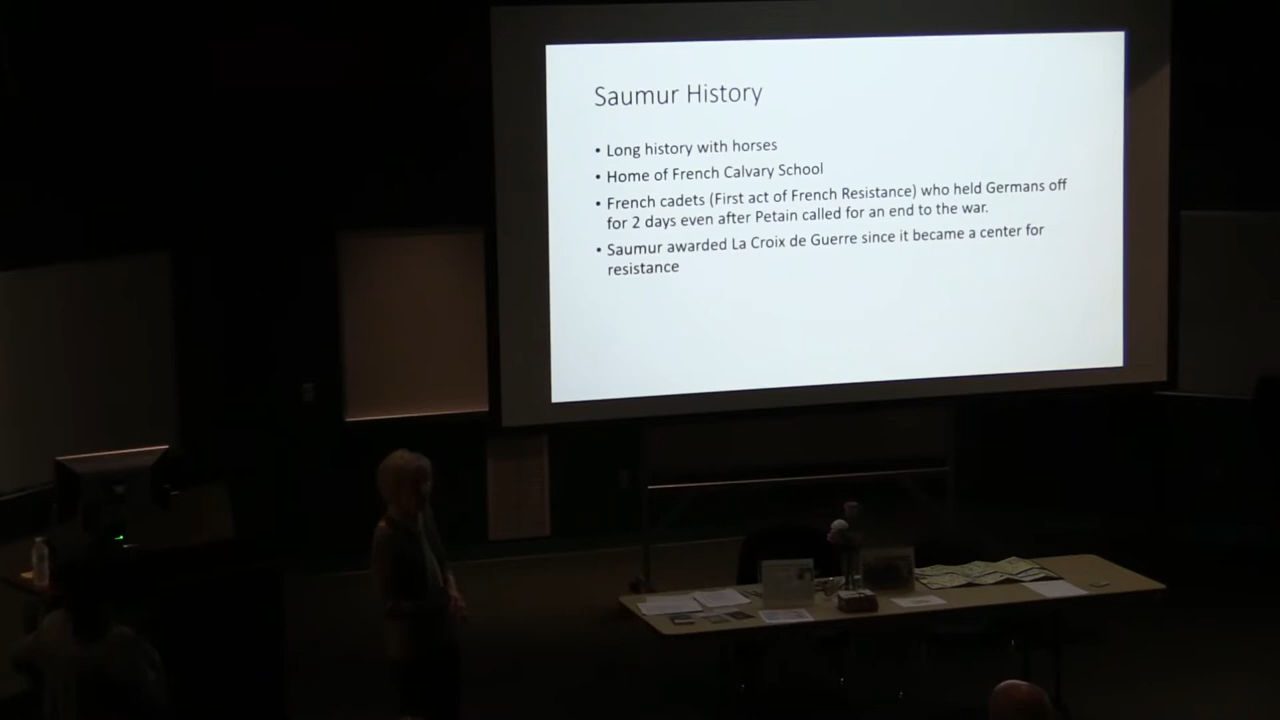 Saumur History
• Long history with horses
• Home of French Calvary School
• French cadets (First act of French Resistance) who held Germans off
for 2 days even after Petain called for an end to the war.
• Saumur awarded La Croix de Guerre since it became a center for
resistance